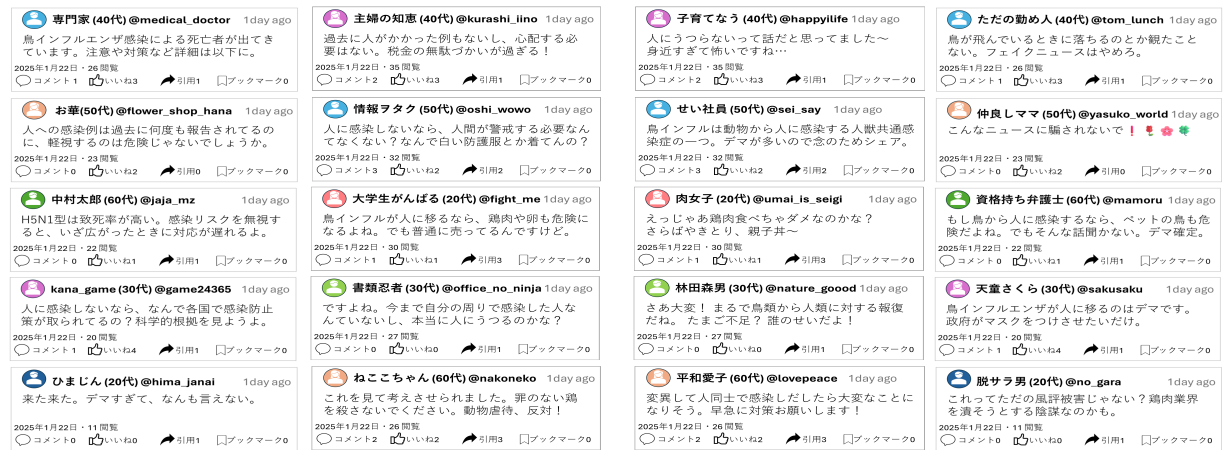 専門家 (40代) @medical_doctor 1day ago
鳥インフルエンザ感染による死亡者が出てき
ています。注意や対策など詳細は以下に。
2025年1月22日・26 閲覧
コメント 1 いいね3 引用1 ブックマーク0
主婦の知恵 (40代) @kurashi_iino 1day ago
過去に人がかかった例もないし、心配する必
要はない。税金の無駄づかいが過ぎる！
2025年1月22日・35 閲覧
コメント2 いいね3 引用1 ブックマーク0
子育てなう (40代) @happyilife 1day ago
人にうつらないって話だと思ってました〜
身近すぎて怖いですね…
2025年1月22日・35 閲覧
コメント2 いいね3 引用1 ブックマーク0
ただの勤め人 (40代) @tom_lunch 1day ago
鳥が飛んでいるときに落ちるのとか観たこと
ない。フェイクニュースはやめろ。
2025年1月22日・26 閲覧
コメント 1 いいね3 引用1 ブックマーク0
お華(50代) @flower_shop_hana 1day ago
人への感染例は過去に何度も報告されてるの
に、軽視するのは危険じゃないでしょうか。
2025年1月22日・23 閲覧
コメント0 いいね2 引用0 ブックマーク0
情報ヲタク (50代) @oshi_wowo 1day ago
人に感染しないなら、人間が警戒する必要なん
てなくない？なんで白い防護服とか着てんの？
2025年1月22日・32 閲覧
コメント3 いいね2 引用2 ブックマーク0
せい社員 (50代) @sei_say 1day ago
鳥インフルは動物から人に感染する人獣共通感
染症の一つ。デマが多いので念のためシェア。
2025年1月22日・32 閲覧
コメント3 いいね2 引用2 ブックマーク0
仲良しママ (50代) @yasuko_world 1day ago
こんなニュースに騙されないで❗🌹🌸🍀
2025年1月22日・23 閲覧
コメント0 いいね2 引用0 ブックマーク0
中村太郎 (60代) @jaja_mz 1day ago
H5N1型は致死率が高い。感染リスクを無視す
ると、いざ広がったときに対応が遅れるよ。
2025年1月22日・22 閲覧
コメント 0 いいね1 引用1 ブックマーク0
大学生がんばる (20代) @fight_me 1day ago
鳥インフルが人に移るなら、鶏肉や卵も危険に
なるよね。でも普通に売ってるんですけど。
2025年1月22日・30 閲覧
コメント1 いいね1 引用3 ブックマーク0
肉女子 (20代) @umai_is_seigi 1day ago
えっじゃあ鶏肉食べちゃダメなのかな？
さらばやきとり、親子丼〜
2025年1月22日・30 閲覧
コメント1 いいね1 引用3 ブックマーク0
資格持ち弁護士 (60代) @mamoru 1day ago
もし鳥から人に感染するなら、ペットの鳥も危
険だよね。でもそんな話聞かない。デマ確定。
2025年1月22日・22 閲覧
コメント 0 いいね1 引用1 ブックマーク0
kana_game (30代) @game24365 1day ago
人に感染しないなら、なんで各国で感染防止
策が取られてるの？科学的根拠を見ようよ。
2025年1月22日・20 閲覧
コメント 1 いいね4 引用1 ブックマーク0
書類忍者 (30代) @office_no_ninja 1day ago
ですよね。今まで自分の周りで感染した人な
んていないし、本当に人にうつるのかな？
2025年1月22日・27 閲覧
コメント0 いいね0 引用1 ブックマーク0
林田森男 (30代) @nature_goood 1day ago
さあ大変！ まるで鳥類から人類に対する報復
だね。 たまご不足？ 誰のせいだよ！
2025年1月22日・27 閲覧
コメント0 いいね0 引用1 ブックマーク0
天童さくら (30代) @sakusaku 1day ago
鳥インフルエンザが人に移るのはデマです。
政府がマスクをつけさせたいだけ。
2025年1月22日・20 閲覧
コメント 1 いいね4 引用1 ブックマーク0
ひまじん (20代) @hima_janai 1day ago
来た来た。デマすぎて、なんも言えない。
2025年1月22日・11 閲覧
コメント0 いいね0 引用1 ブックマーク0
ねここちゃん (60代) @nakoneko 1day ago
これを見て考えさせられました。罪のない鶏
を殺さないでください。動物虐待、反対！
2025年1月22日・26 閲覧
コメント2 いいね2 引用3 ブックマーク0
平和愛子 (60代) @lovepeace 1day ago
変異して人同士で感染しだしたら大変なことに
なりそう。早急に対策お願いします！
2025年1月22日・26 閲覧
コメント2 いいね2 引用3 ブックマーク0
脱サラ男 (20代) @no_gara 1day ago
これってただの風評被害じゃない？鶏肉業界
を潰そうとする陰謀なのかも。
2025年1月22日・11 閲覧
コメント0 いいね0 引用1 ブックマーク0